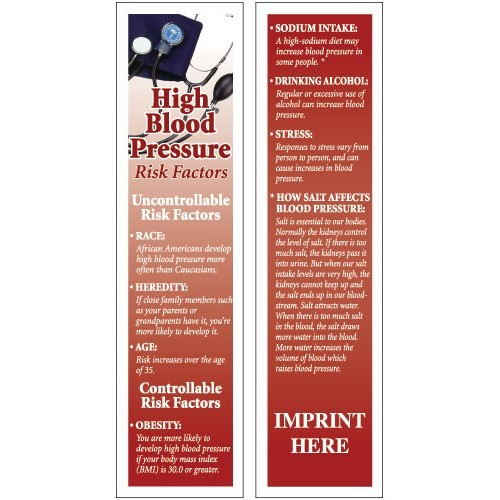 High
Blood
Pressure
Risk Factors
Uncontrollable
Risk Factors
• RACE:
African Americans develop
high blood pressure more
often than Caucasians.
• HEREDITY:
If close family members such
as your parents or
grandparents have it, you're
more likely to develop it.
• AGE:
Risk increases over the age
of 35.
Controllable
Risk Factors
• OBESITY:
You are more likely to
develop high blood pressure
if your body mass index
(BMI) is 30.0 or greater.
• SODIUM INTAKE:
A high-sodium diet may
increase blood pressure in
some people. *
• DRINKING ALCOHOL:
Regular or excessive use of
alcohol can increase blood
pressure.
• STRESS:
Responses to stress vary from
person to person, and can
cause increases in blood
pressure.
* HOW SALT AFFECTS
BLOOD PRESSURE:
Salt is essential to our bodies.
Normally the kidneys control
the level of salt. If there is too
much salt, the kidneys pass it
into urine. But when our salt
intake levels are very high, the
kidneys cannot keep up and
the salt ends up in our blood-
stream. Salt attracts water.
When there is too much salt
in the blood, the salt draws
more water into the blood.
More water increases the
volume of blood which
raises blood pressure.
IMPRINT
HERE